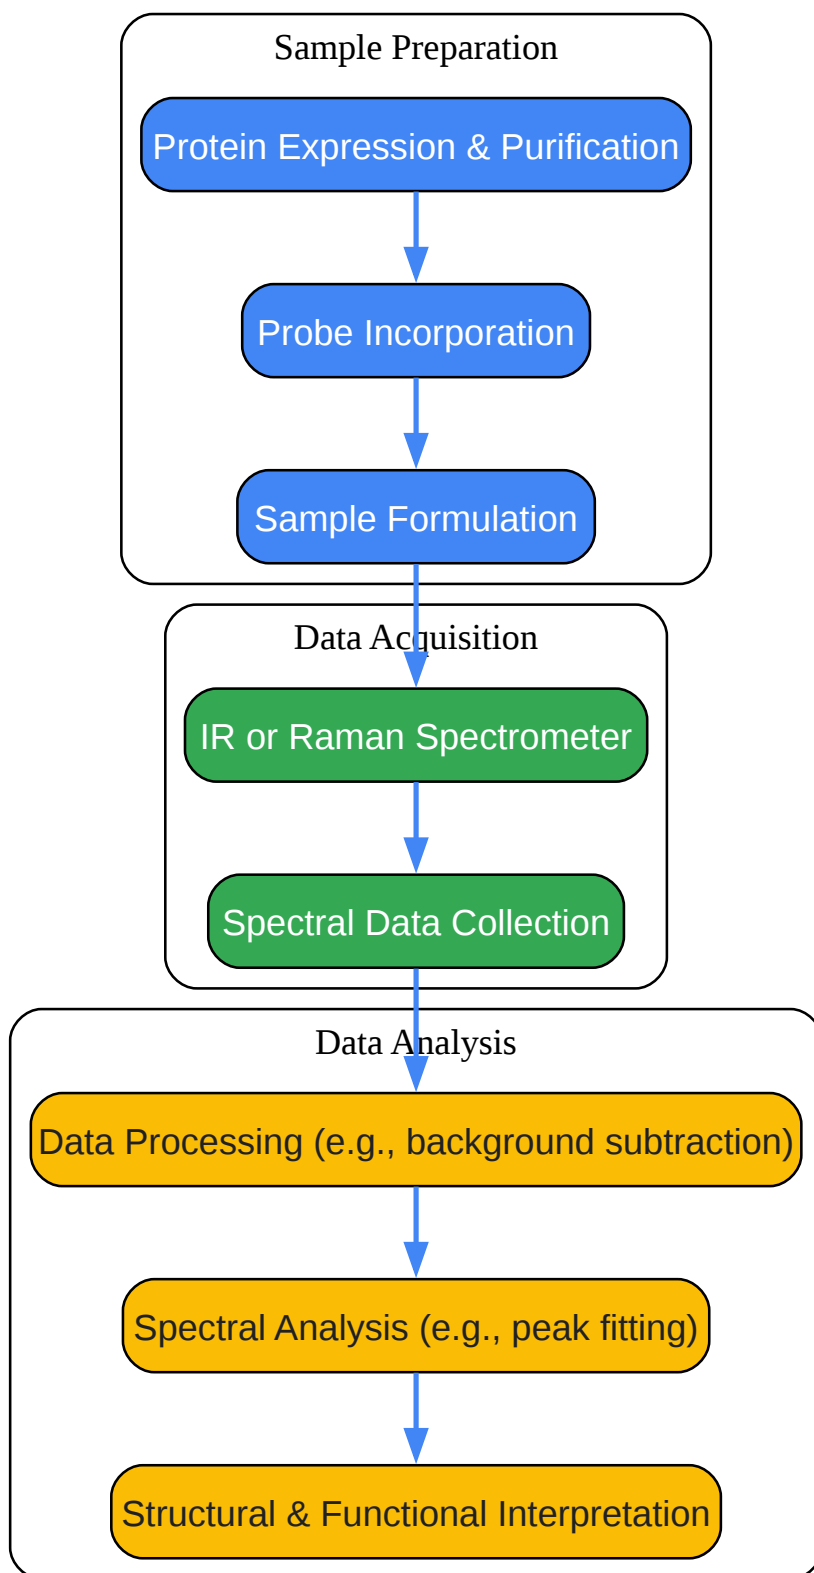 Sample Preparation
Protein Expression & Purification
Probe Incorporation
Sample Formulation
Data Acquisition
IR or Raman Spectrometer
Spectral Data Collection
Data Analysis
Data Processing (e.g., background subtraction)
Spectral Analysis (e.g., peak fitting)
Structural & Functional Interpretation